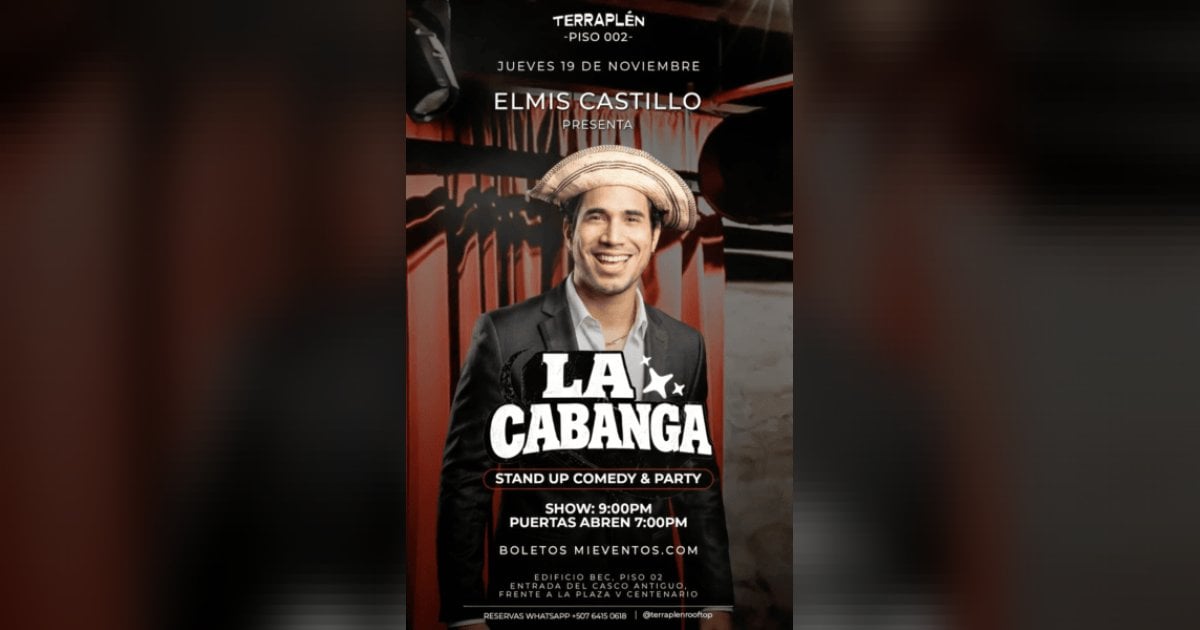 TERRAPLÉN
-PISO 002-
JUEVES 19 DE NOVIEMBRE
ELMIS CASTILLO
PRESENTA
LA
CABANGA
STAND UP COMEDY & PARTY
SHOW: 9:00PM
PUERTAS ABREN 7:00PM
BOLETOS MIEVENTOS.COM
EDIFICIO BEC, PISO 02
ENTRADA DEL CASCO ANTIGUO,
FRENTE A LA PLAZA V CENTENARIO
RESERVAS WHATSAPP +507 6415 0618 | @terraplenrooftop